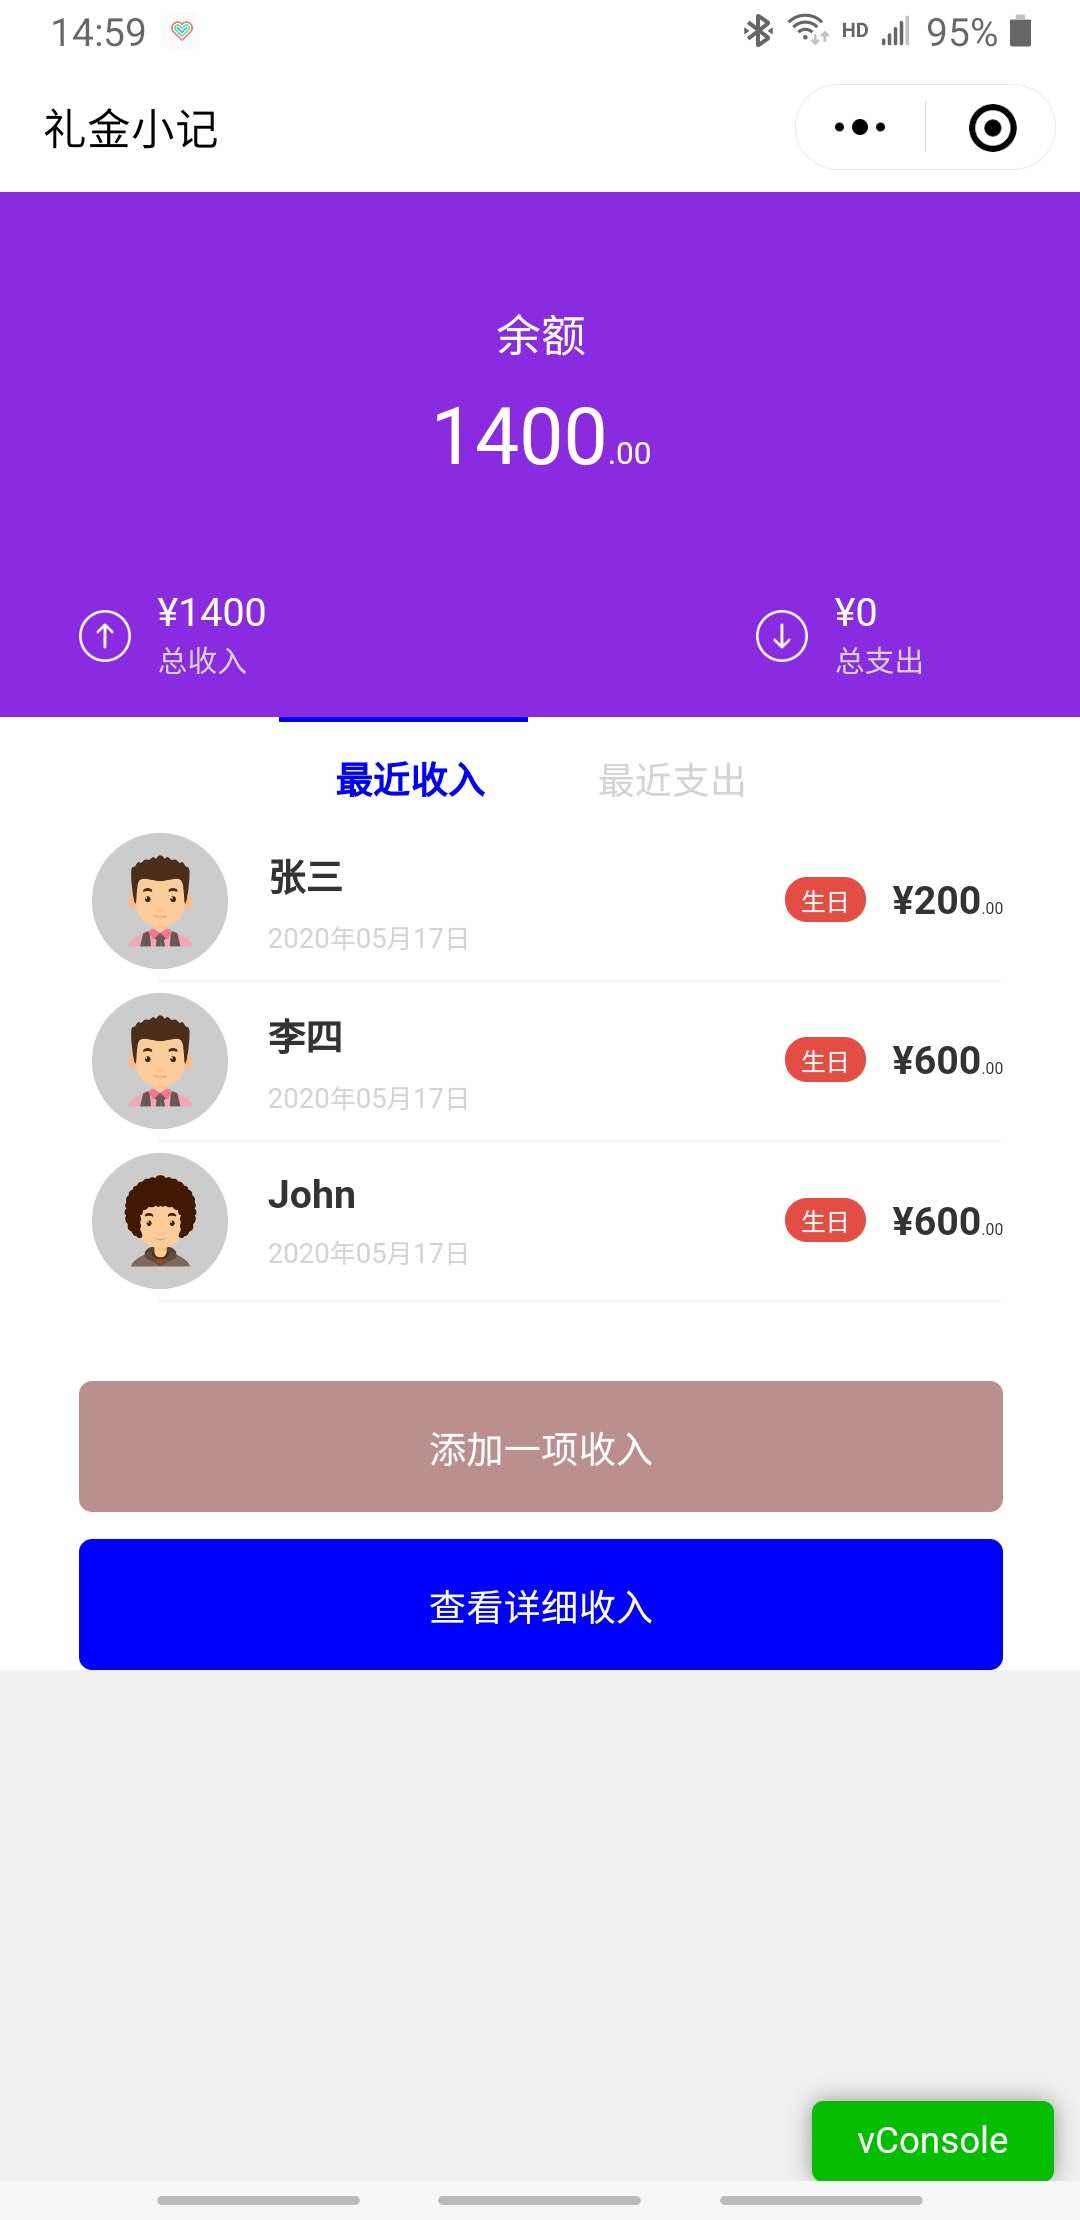 14:59 HD 95%
礼金小记
余额
1400.00
¥1400 ¥0
总收入 总支出
最近收入 最近支出
张三
生日 ¥200.00
2020年05月17日
李四
生日 ¥600.00
2020年05月17日
John
生日 ¥600.00
2020年05月17日
添加一项收入
查看详细收入
vConsole